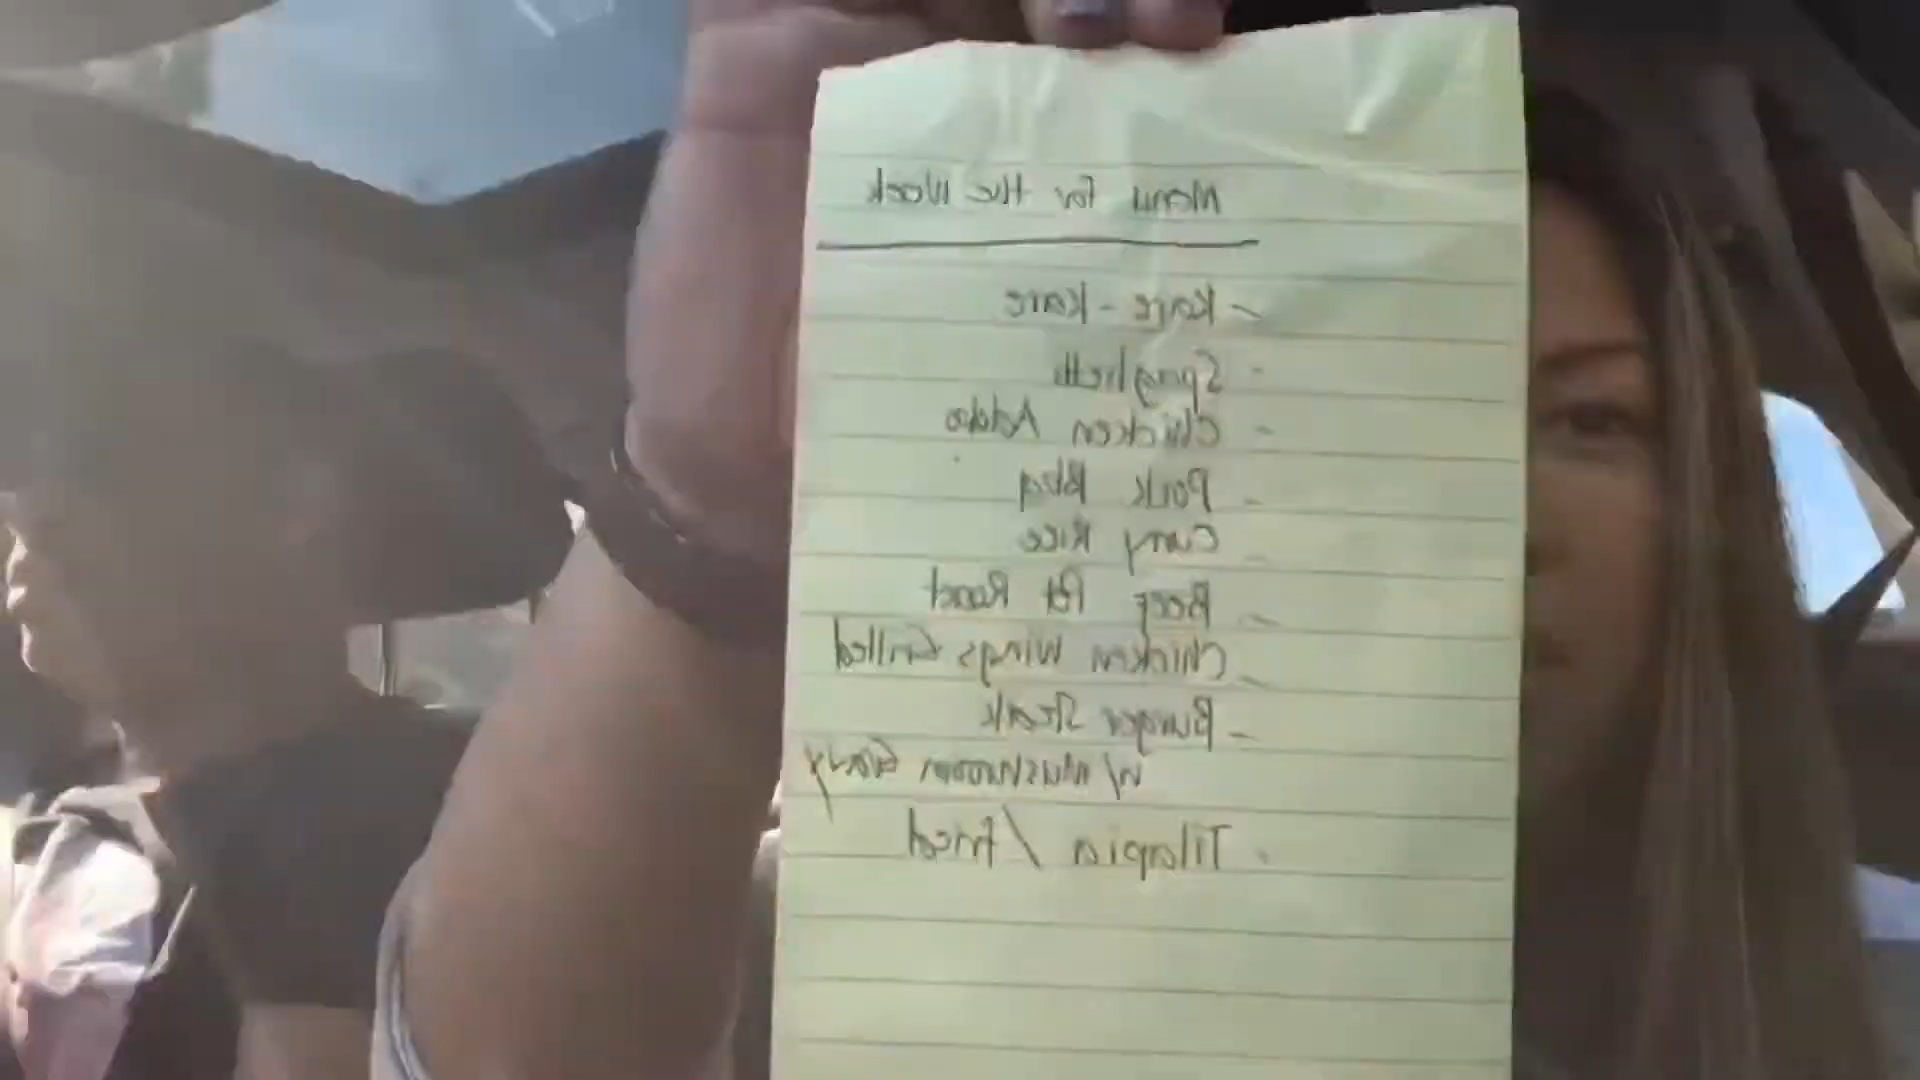 Menu for the Week
- Kare-Kare
- Spaghetti
- Chicken Adobo
- Pork Bbq
- Curry Rice
- Beef Pot Roast
- Chicken Wings Grilled
- Burger Steak
w/ Mushroom Gravy
- Tilapia / fried